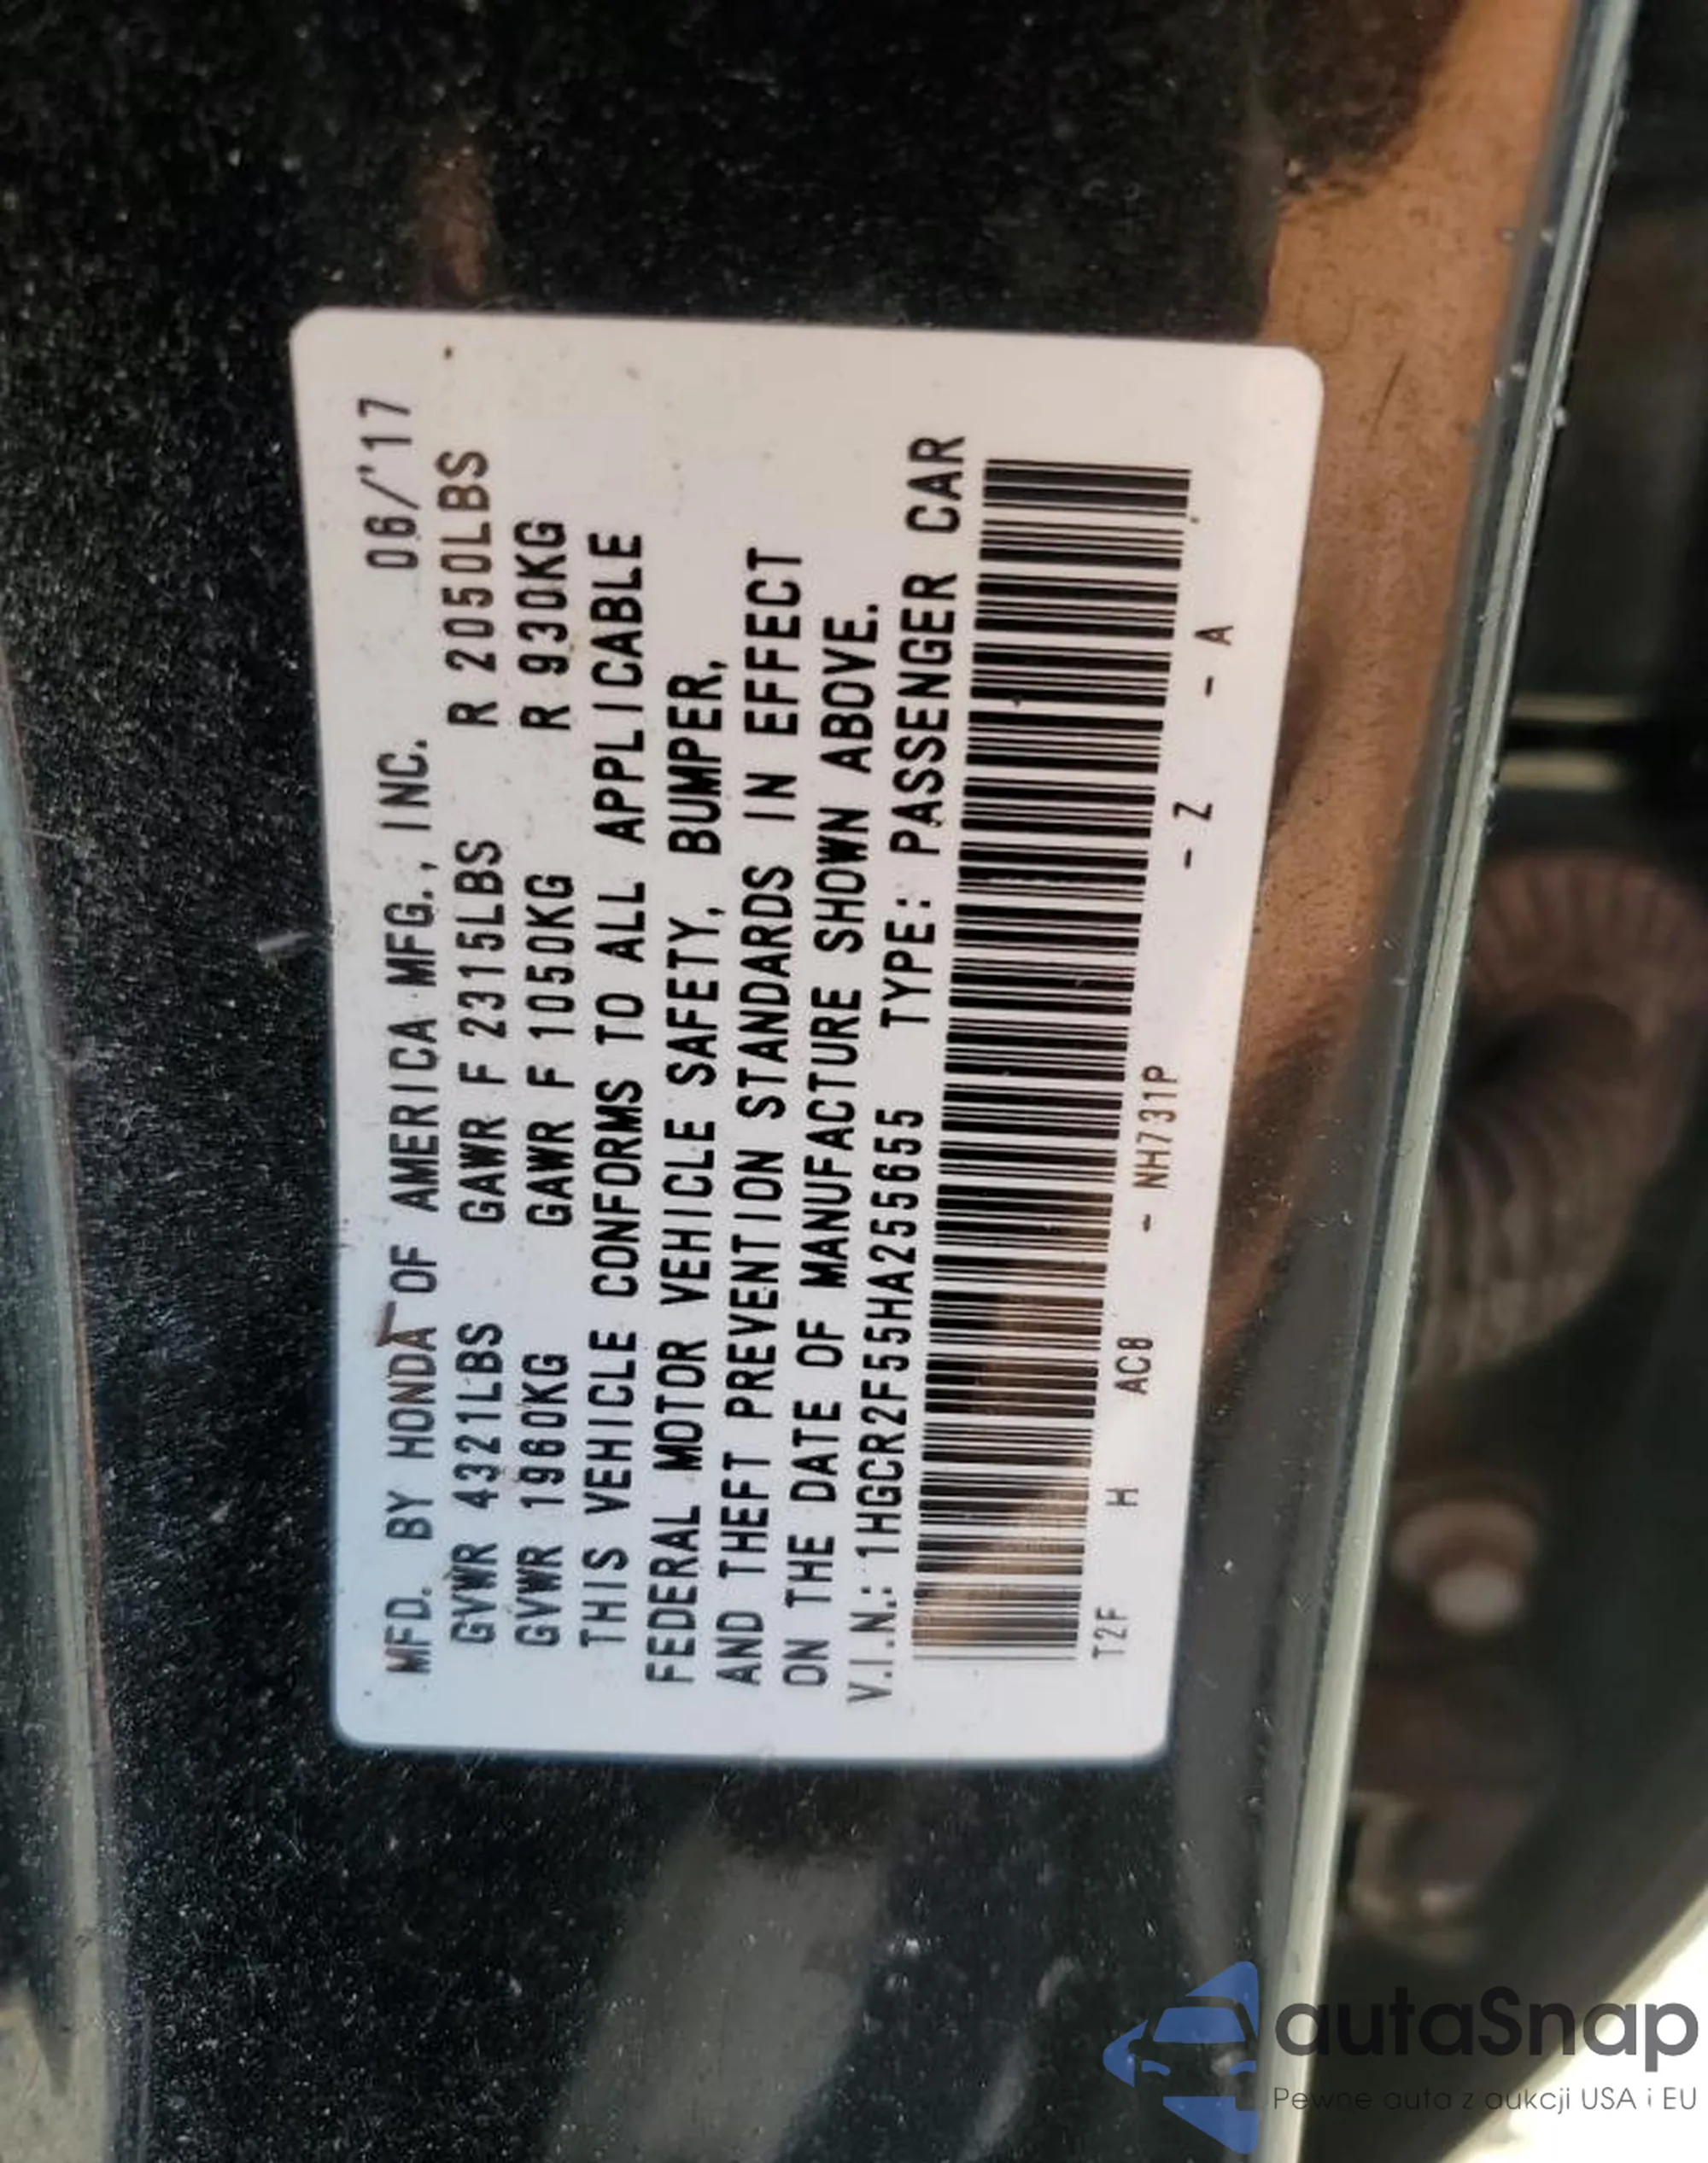 MFD. BY HONDA OF AMERICA MFG., INC. 06/'17
GVWR 4321LBS GAWR F 2315LBS R 2050LBS
GVWR 1960KG GAWR F 1050KG R 930KG
THIS VEHICLE CONFORMS TO ALL APPLICABLE
FEDERAL MOTOR VEHICLE SAFETY, BUMPER,
AND THEFT PREVENTION STANDARDS IN EFFECT
ON THE DATE OF MANUFACTURE SHOWN ABOVE.
V.I.N.: 1HGCR2F55HA255655 TYPE: PASSENGER CAR
T2F H AC8 - NH731P - Z - A
autaSnap
Pewne auta z aukcji USA i EU